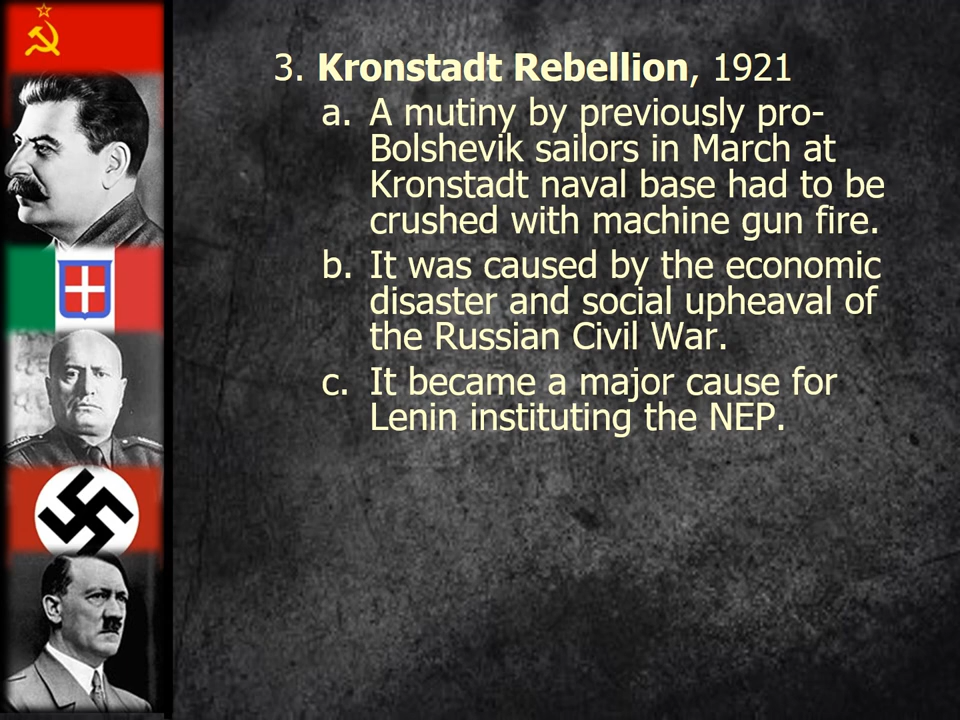 3. Kronstadt Rebellion, 1921
a. A mutiny by previously pro-
Bolshevik sailors in March at
Kronstadt naval base had to be
crushed with machine gun fire.
b. It was caused by the economic
disaster and social upheaval of
the Russian Civil War.
c. It became a major cause for
Lenin instituting the NEP.